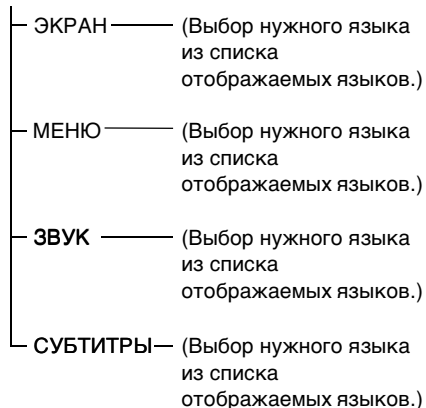 ЭКРАН (Выбор нужного языка
из списка
отображаемых языков.)
МЕНЮ (Выбор нужного языка
из списка
отображаемых языков.)
ЗВУК (Выбор нужного языка
из списка
отображаемых языков.)
СУБТИТРЫ (Выбор нужного языка
из списка
отображаемых языков.)